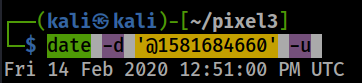 ┌──(kali㉿kali)-[~/pixel3]
└─$ date -d '@1581684660' -u
Fri 14 Feb 2020 12:51:00 PM UTC